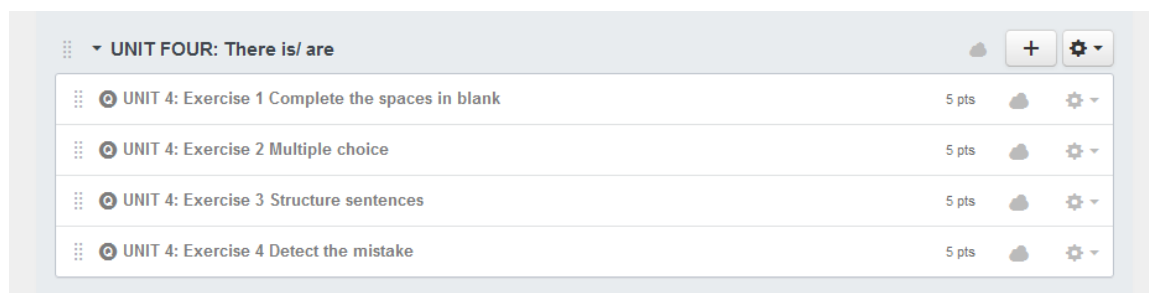 UNIT FOUR: There is/ are
UNIT 4: Exercise 1 Complete the spaces in blank 5 pts
UNIT 4: Exercise 2 Multiple choice 5 pts
UNIT 4: Exercise 3 Structure sentences 5 pts
UNIT 4: Exercise 4 Detect the mistake 5 pts